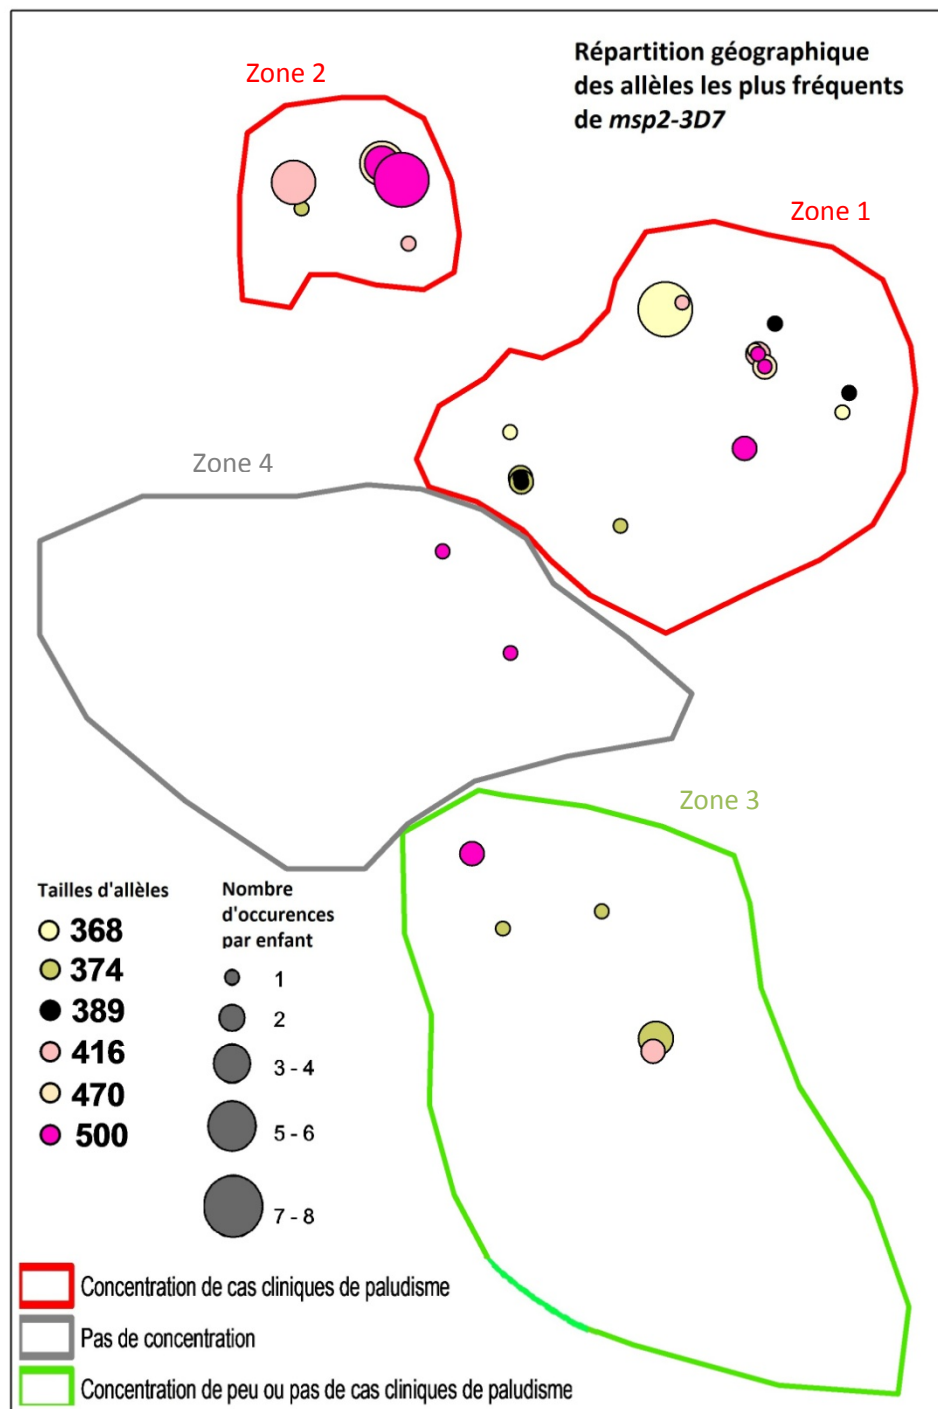 Répartition géographique
des allèles les plus fréquents
de msp2-3D7
Zone 2
Zone 1
Zone 4
Zone 3
Tailles d'allèles
368
374
389
416
470
500
Nombre
d'occurences
par enfant
1
2
3 - 4
5 - 6
7 - 8
Concentration de cas cliniques de paludisme
Pas de concentration
Concentration de peu ou pas de cas cliniques de paludisme